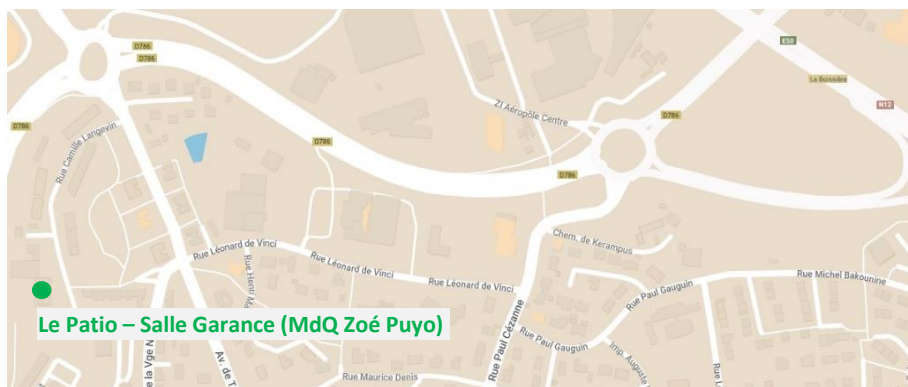 D786
D786
E50
La Boissière
N12
ZI Aéropôle Centre
D786
D786
Rue Camille Langevin
D786
D786
Chem. de Kerampus
Rue Léonard de Vinci
Rue Léonard de Vinci
Rue Michel Bakounine
Rue Léonard de Vinci
Rue Paul Gauguin
Le Patio – Salle Garance (MdQ Zoé Puyo)
Rue Paul Cézanne
Rue Paul Gauguin
Rue Maurice Denis